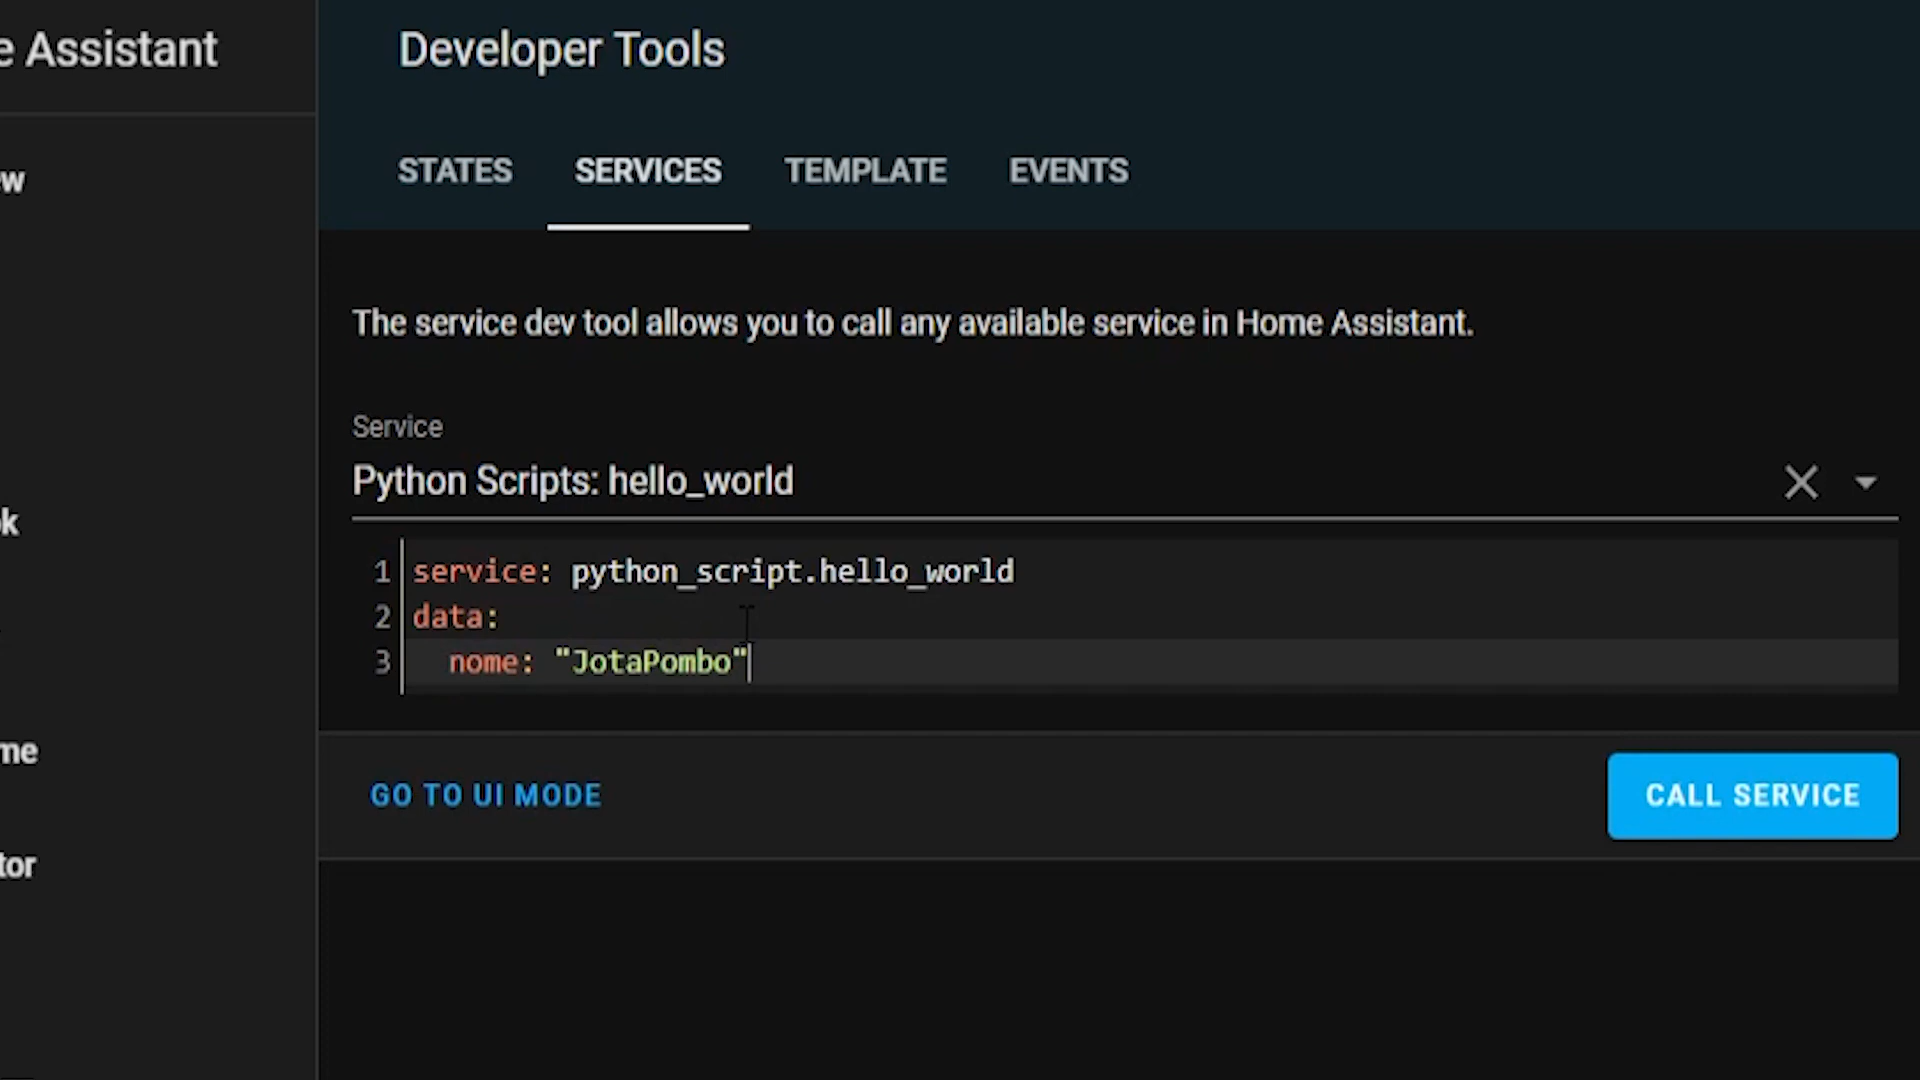 Assistant
Developer Tools
STATES SERVICES TEMPLATE EVENTS
The service dev tool allows you to call any available service in Home Assistant.
Service
Python Scripts: hello_world
1 service: python_script.hello_world
2 data:
3 nome: "JotaPombo"
GO TO UI MODE
CALL SERVICE